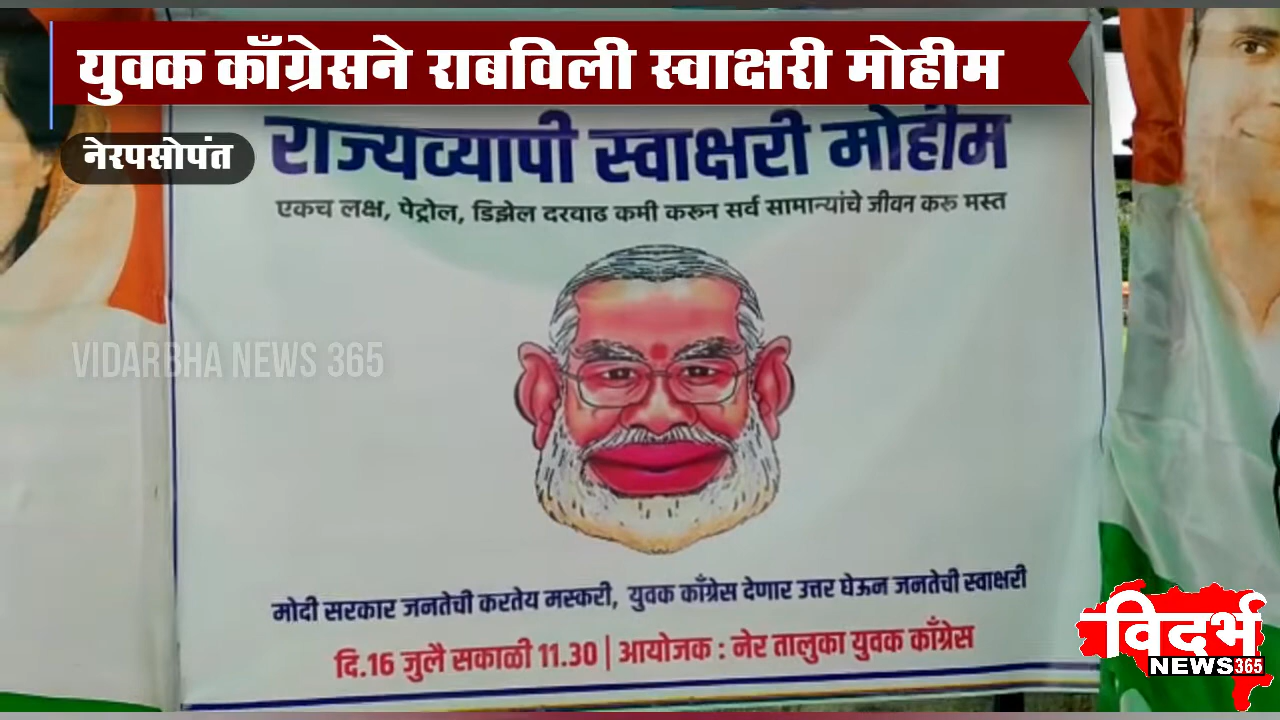 युवक काँग्रेसने राबविली स्वाक्षरी मोहीम
नेरपसोपंत
राज्यव्यापी स्वाक्षरी मोहीम
एकच लक्ष, पेट्रोल, डिझेल दरवाढ कमी करून सर्व सामान्यांचे जीवन करू मस्त
VIDARBHA NEWS 365
मोदी सरकार जनतेची करतेय मस्करी, युवक काँग्रेस देणार उत्तर घेऊन जनतेची स्वाक्षरी
दि.16 जुलै सकाळी 11.30 | आयोजक : नेर तालुका युवक काँग्रेस
विदर्भ
NEWS 365